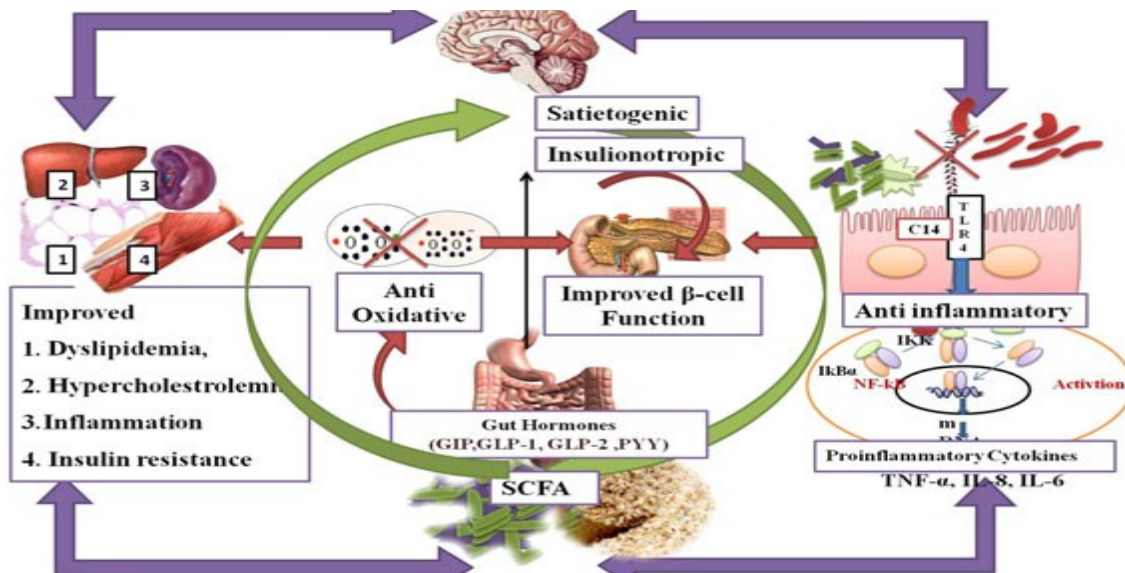 Satietogenic
Insulionotropic
2
3
1
4
O
O
O
O
-
C14
T
L
R
4
Anti
Oxidative
Improved β-cell
Function
Anti inflammatory
Improved
1. Dyslipidemia,
2. Hypercholestrolem
3.Inflammation
4. Insulin resistance
IKK
IkBα
NF-kB
Activtion
m
Gut Hormones
(GIP,GLP-1, GLP-2 ,PYY)
SCFA
Proinflammatory Cytokines
TNF-α, IL-8, IL-6